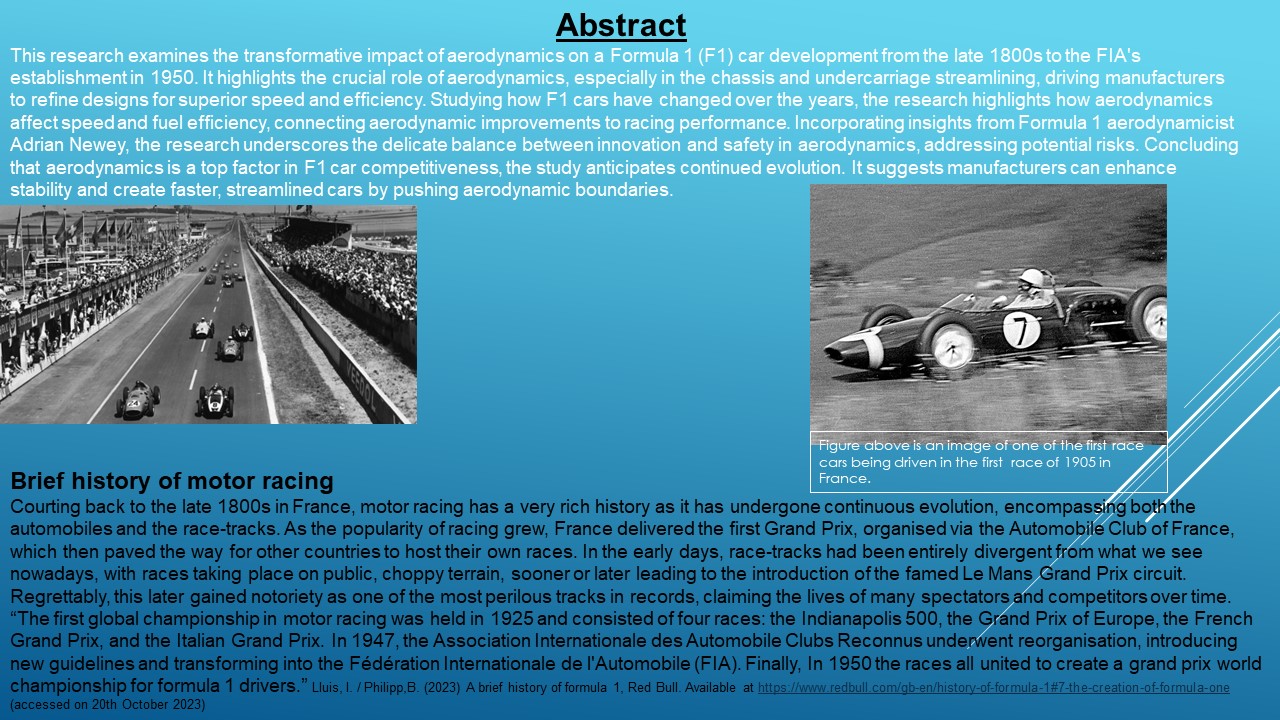 Abstract
This research examines the transformative impact of aerodynamics on a Formula 1 (F1) car development from the late 1800s to the FIA's
establishment in 1950. It highlights the crucial role of aerodynamics, especially in the chassis and undercarriage streamlining, driving manufacturers
to refine designs for superior speed and efficiency. Studying how F1 cars have changed over the years, the research highlights how aerodynamics
affect speed and fuel efficiency, connecting aerodynamic improvements to racing performance. Incorporating insights from Formula 1 aerodynamicist
Adrian Newey, the research underscores the delicate balance between innovation and safety in aerodynamics, addressing potential risks. Concluding
that aerodynamics is a top factor in F1 car competitiveness, the study anticipates continued evolution. It suggests manufacturers can enhance
stability and create faster, streamlined cars by pushing aerodynamic boundaries.
7
Figure above is an image of one of the first race
cars being driven in the first race of 1905 in
France.
Brief history of motor racing
Courting back to the late 1800s in France, motor racing has a very rich history as it has undergone continuous evolution, encompassing both the
automobiles and the race-tracks. As the popularity of racing grew, France delivered the first Grand Prix, organised via the Automobile Club of France,
which then paved the way for other countries to host their own races. In the early days, race-tracks had been entirely divergent from what we see
nowadays, with races taking place on public, choppy terrain, sooner or later leading to the introduction of the famed Le Mans Grand Prix circuit.
Regrettably, this later gained notoriety as one of the most perilous tracks in records, claiming the lives of many spectators and competitors over time.
“The first global championship in motor racing was held in 1925 and consisted of four races: the Indianapolis 500, the Grand Prix of Europe, the French
Grand Prix, and the Italian Grand Prix. In 1947, the Association Internationale des Automobile Clubs Reconnus underwent reorganisation, introducing
new guidelines and transforming into the Fédération Internationale de l'Automobile (FIA). Finally, In 1950 the races all united to create a grand prix world
championship for formula 1 drivers.” Lluis, I. / Philipp,B. (2023) A brief history of formula 1, Red Bull. Available at https://www.redbull.com/gb-en/history-of-formula-1#7-the-creation-of-formula-one
(accessed on 20th October 2023)